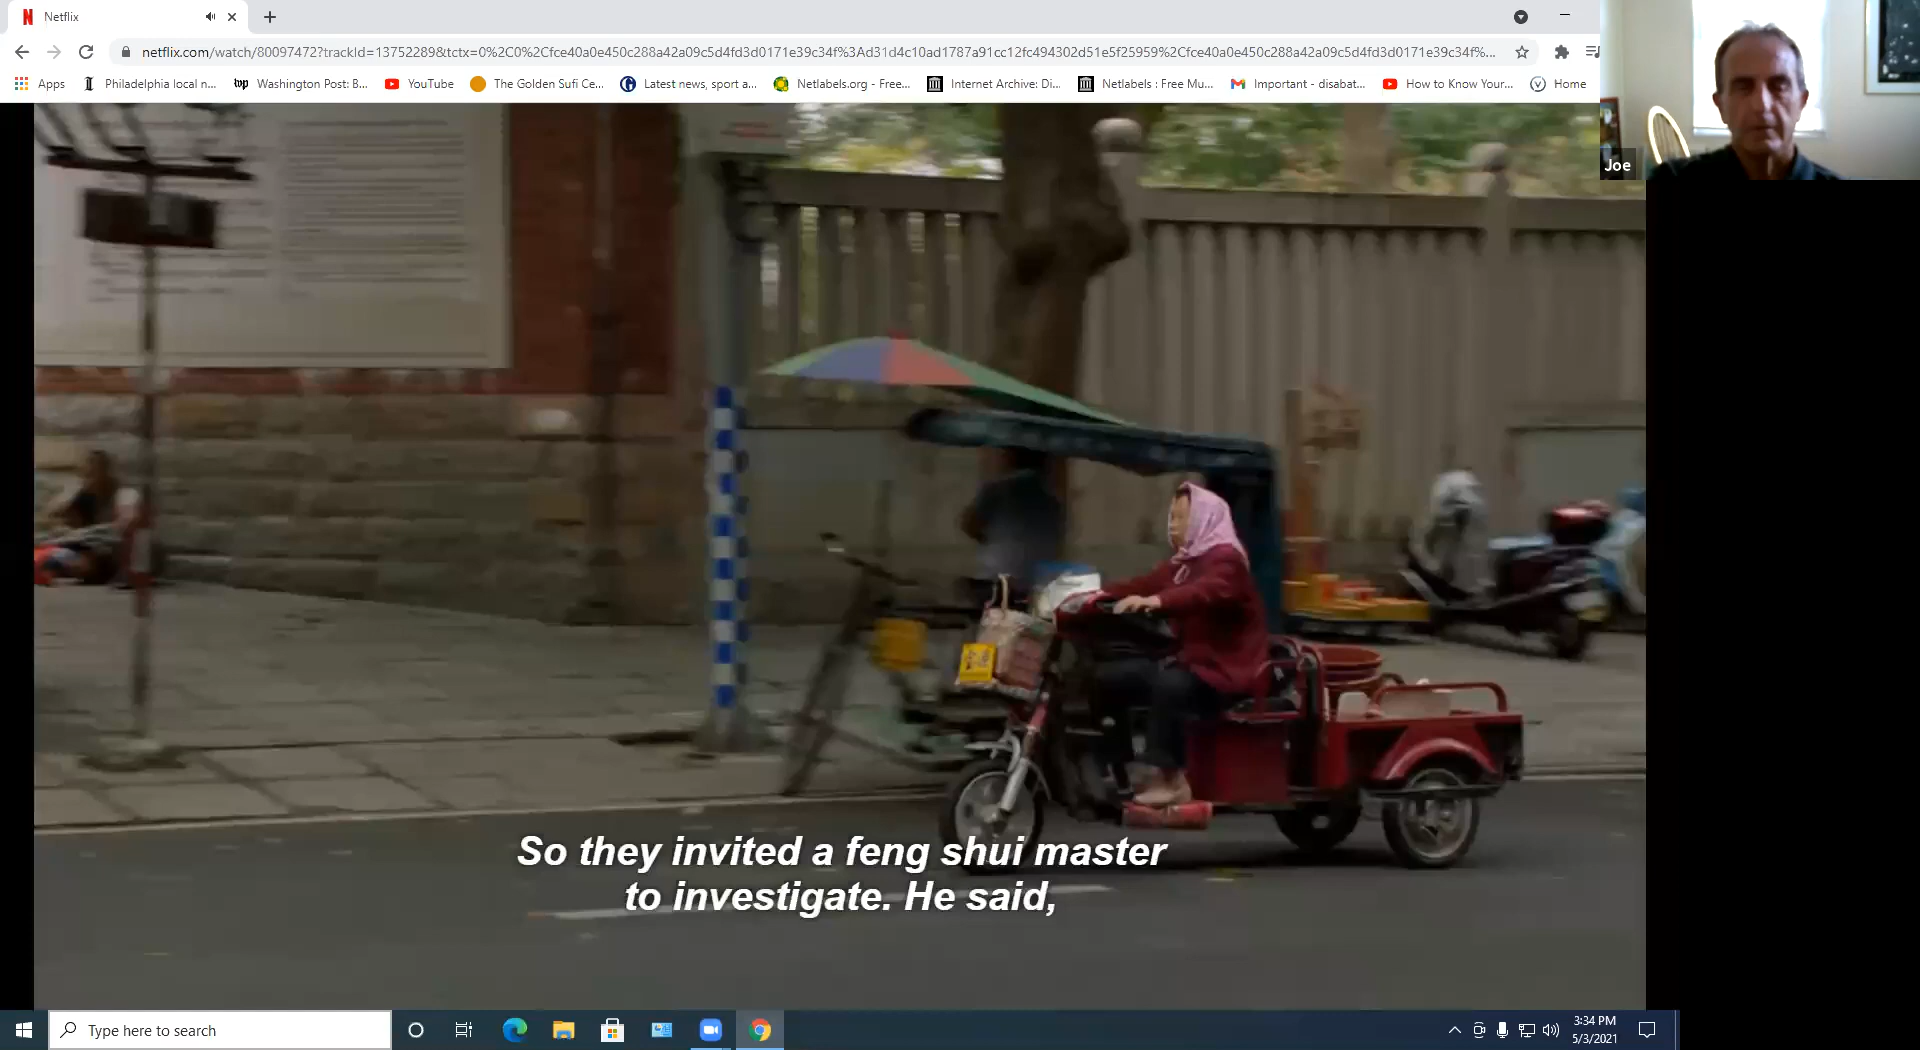 Netflix
netflix.com/watch/80097472?trackId=13752289&tctx=0%2C0%2Cfce40a0e450c288a42a09c5d4fd3d0171e39c34f%3Ad31d4c10ad1787a91cc12fc494302d51e5f25959%2Cfce40a0e450c288a42a09c5d4fd3d0171e39c34f%...
Apps Philadelphia local n... wp Washington Post: B... YouTube The Golden Sufi Ce... Latest news, sport a... Netlabels.org - Free... Internet Archive: Di... Netlabels : Free Mu... Important - disabat... How to Know Your... Home
Joe
So they invited a feng shui master
to investigate. He said,
Type here to search
3:34 PM
5/3/2021